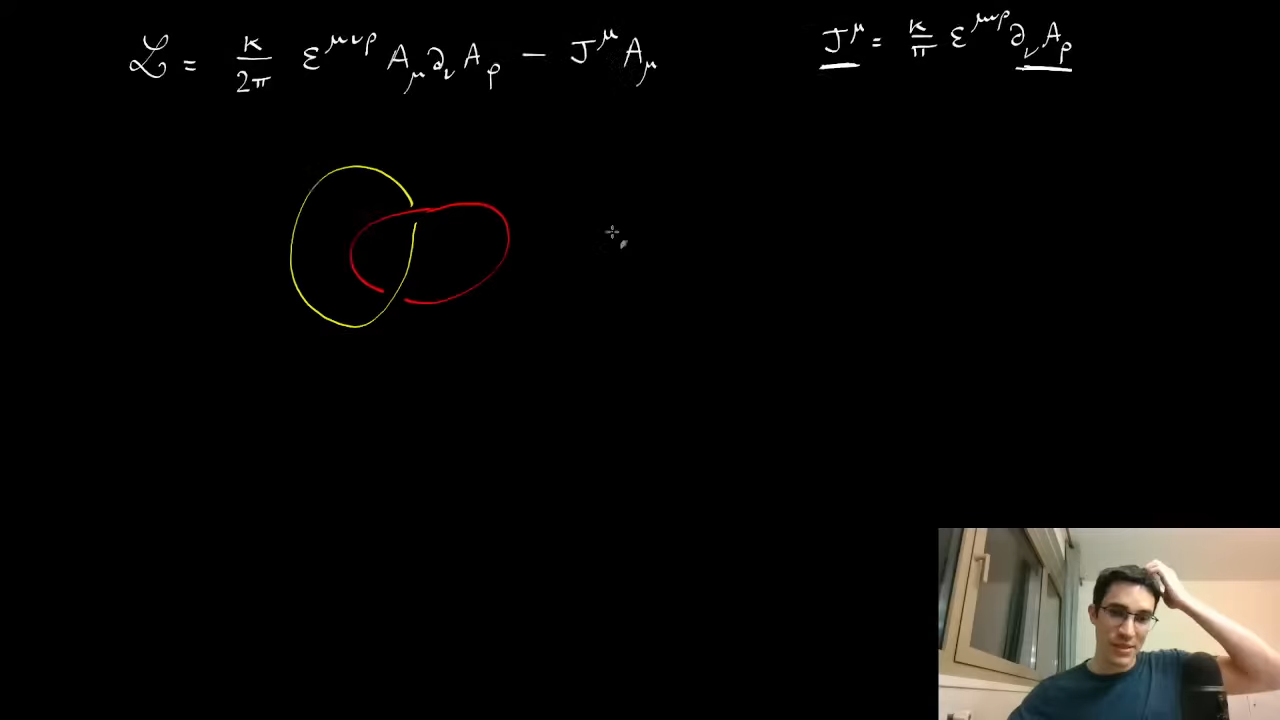 ℒ = κ/2π ε^{μνρ} A_μ ∂_ν A_ρ − J^μ A_μ
J^μ = κ/π ε^{μνρ} ∂_ν A_ρ